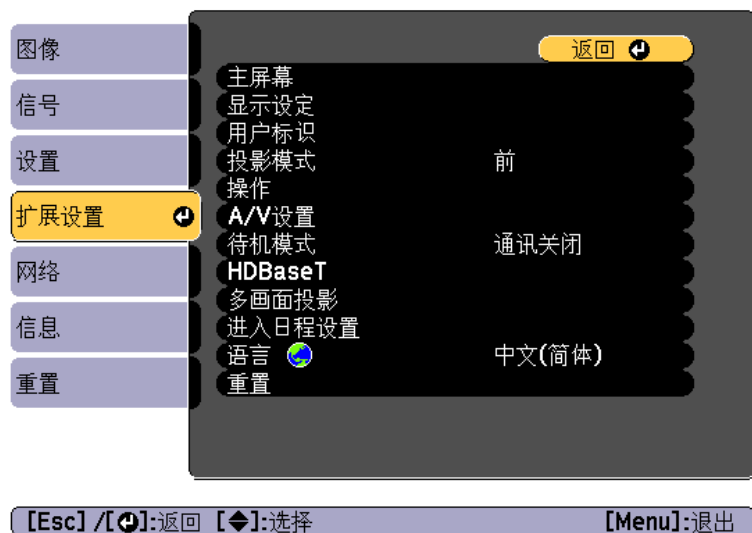 图像
信号
设置
扩展设置
网络
信息
重置
返回
主屏幕
显示设定
用户标识
投影模式 前
操作
A/V设置
待机模式 通讯关闭
HDBaseT
多画面投影
进入日程设置
语言 中文(简体)
重置
[Esc] /[ ]:返回 [ ]:选择 [Menu]:退出